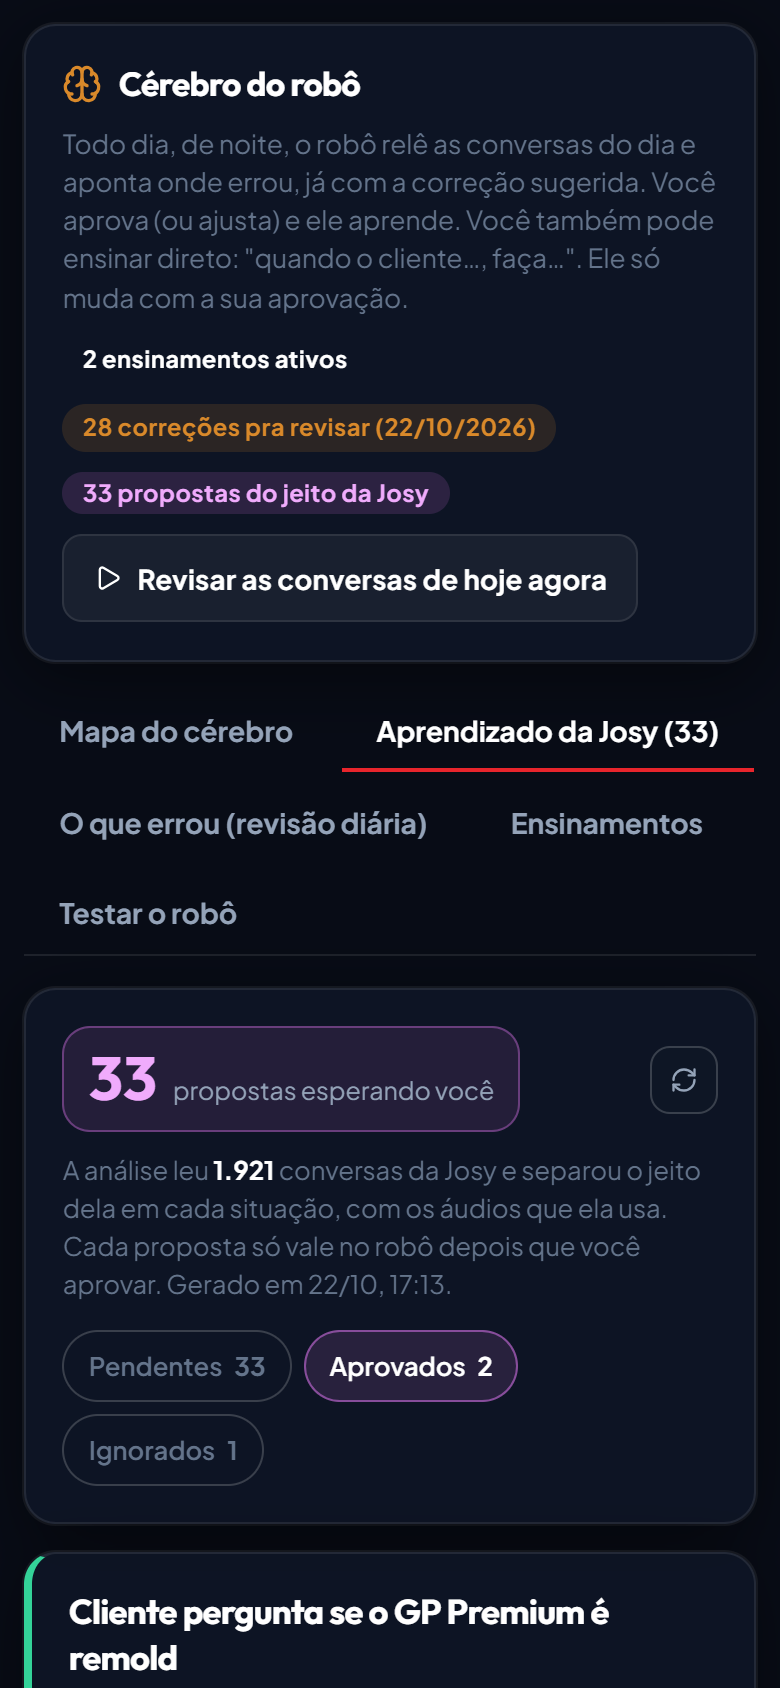 Cérebro do robô
Todo dia, de noite, o robô relê as conversas do dia e
aponta onde errou, já com a correção sugerida. Você
aprova (ou ajusta) e ele aprende. Você também pode
ensinar direto: "quando o cliente…, faça…". Ele só
muda com a sua aprovação.
2 ensinamentos ativos
28 correções pra revisar (22/10/2026)
33 propostas do jeito da Josy
Revisar as conversas de hoje agora
Mapa do cérebro
Aprendizado da Josy (33)
O que errou (revisão diária)
Ensinamentos
Testar o robô
33 propostas esperando você
A análise leu 1.921 conversas da Josy e separou o jeito
dela em cada situação, com os áudios que ela usa.
Cada proposta só vale no robô depois que você
aprovar. Gerado em 22/10, 17:13.
Pendentes 33
Aprovados 2
Ignorados 1
Cliente pergunta se o GP Premium é
remold